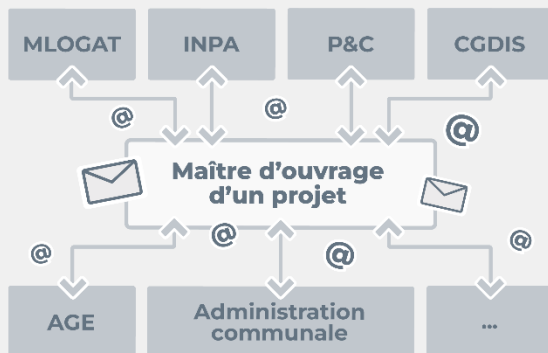 MLOGAT
INPA
P&C
CGDIS
@
@
@
Maître d’ouvrage
d’un projet
@
@
@
@
AGE
Administration
communale
...